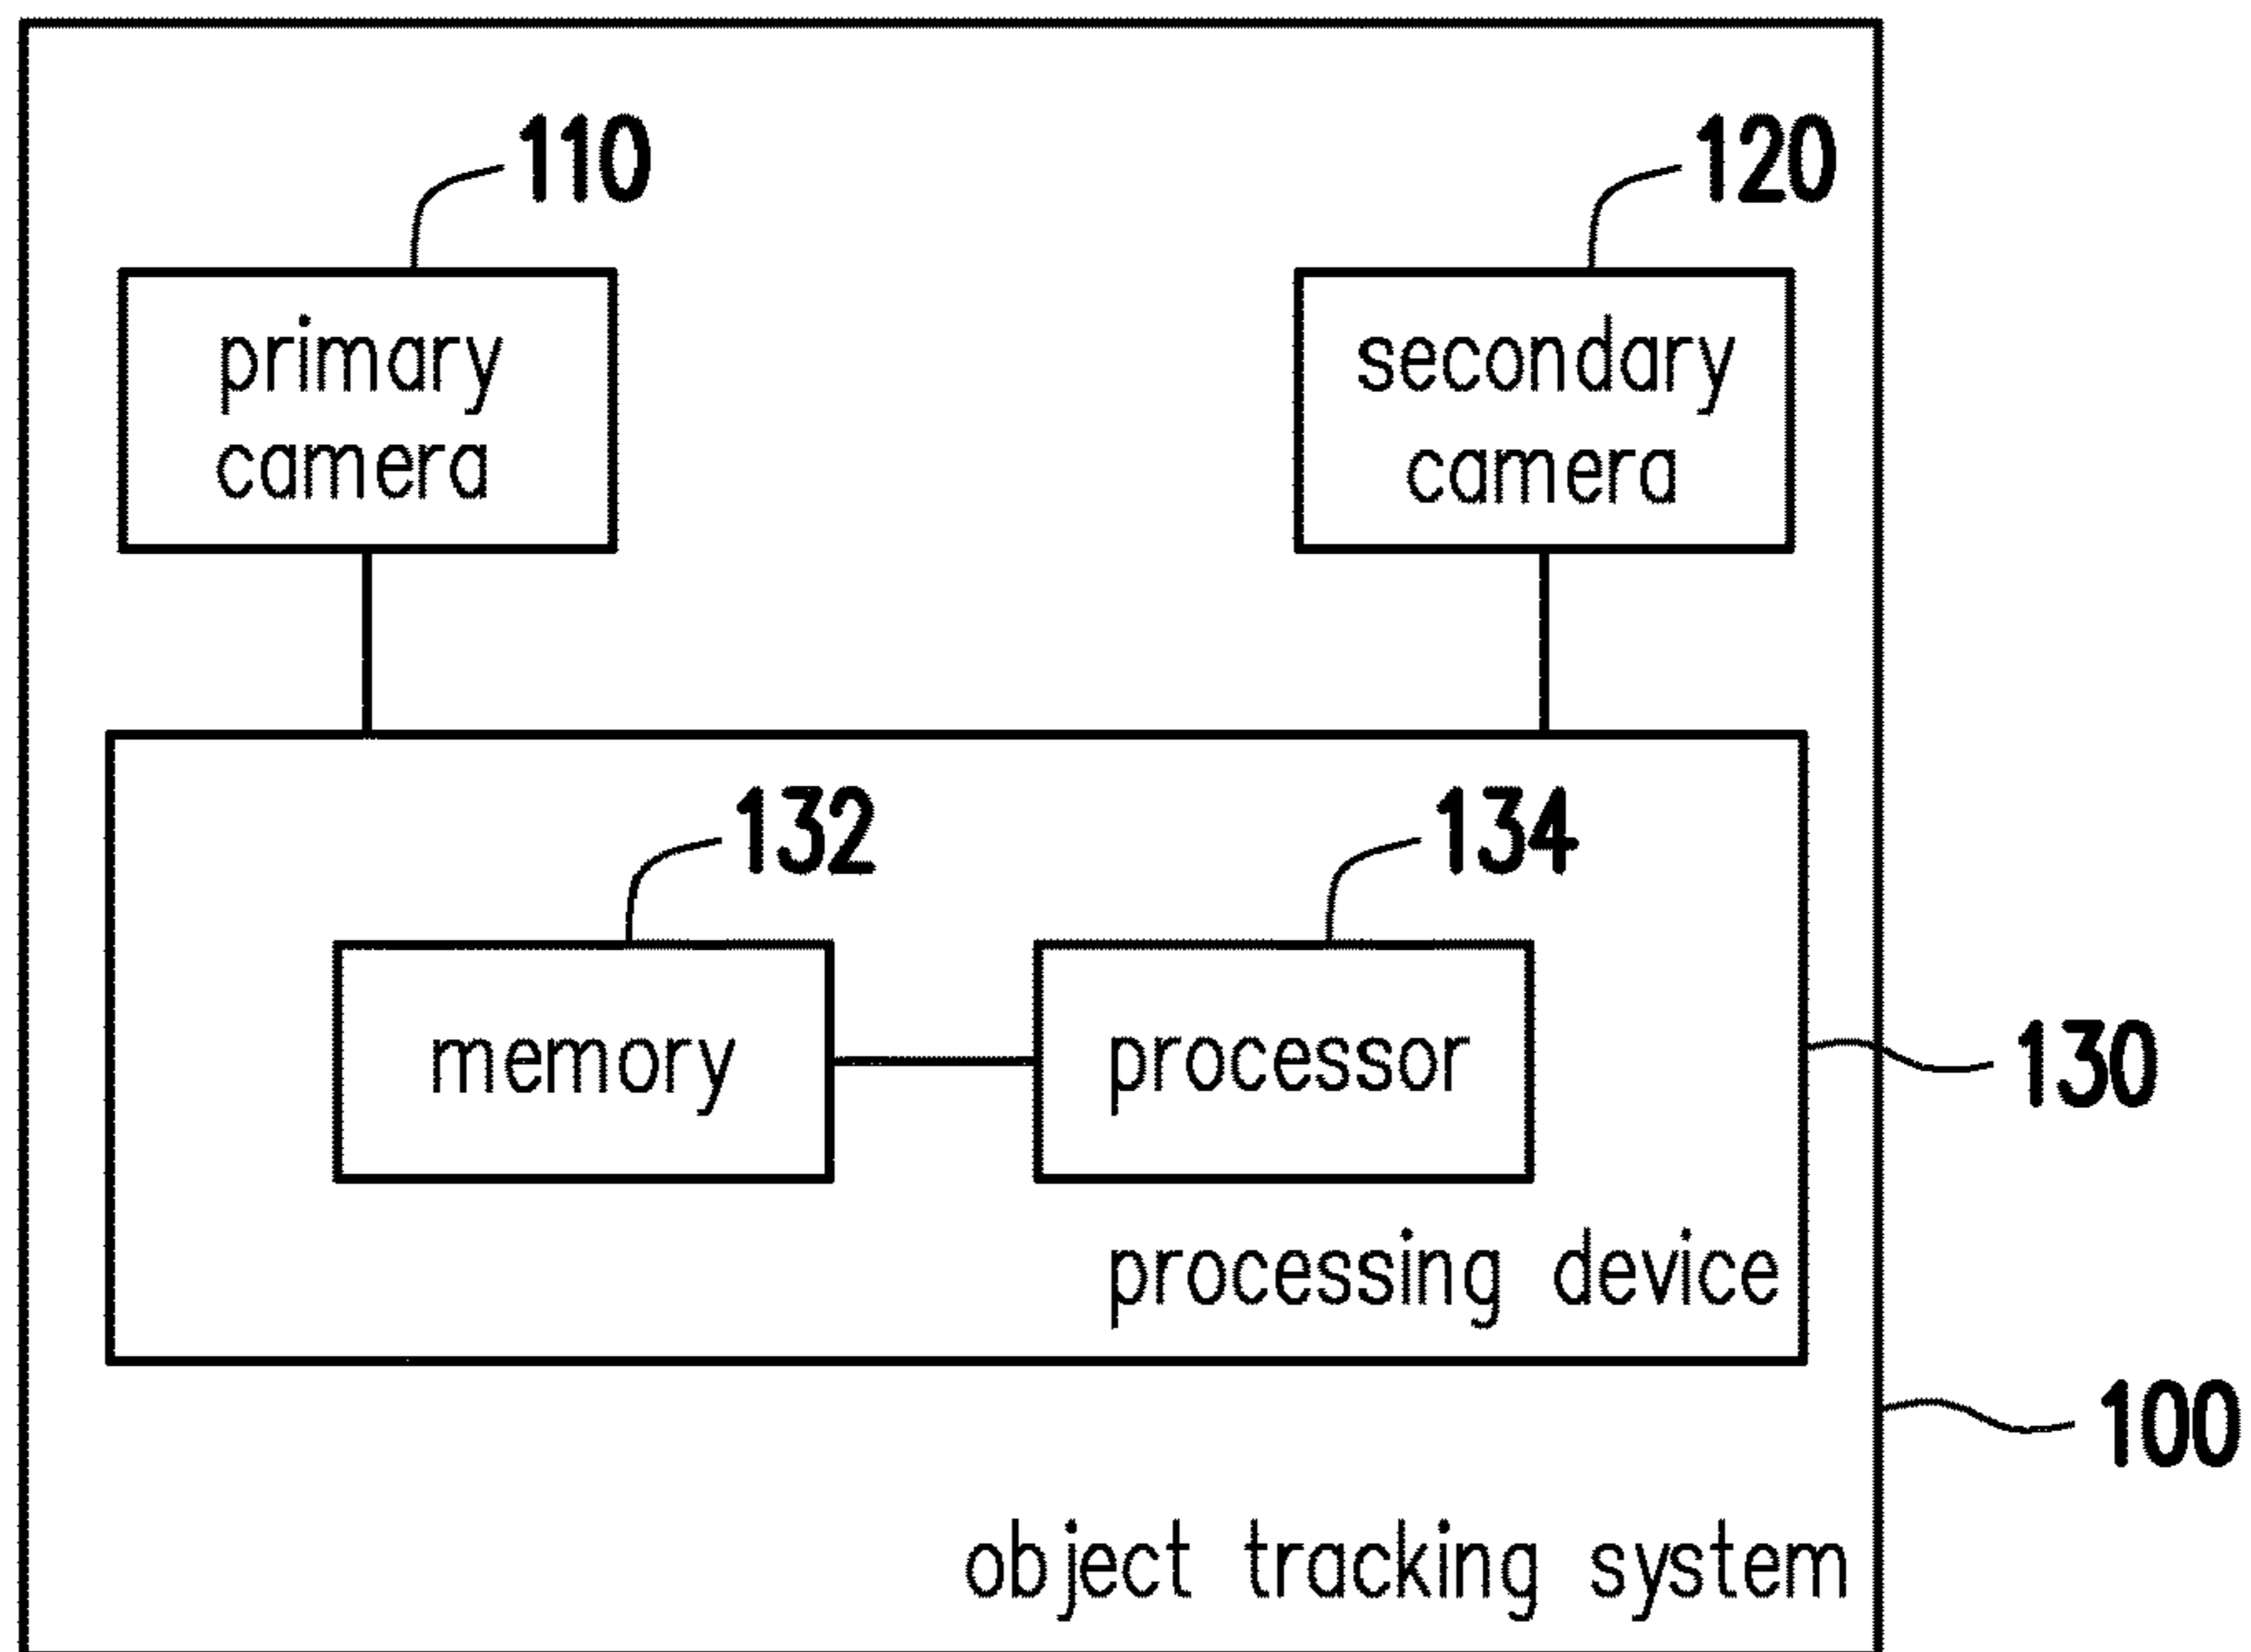 110
120
primary
camera
secondary
camera
132
134
memory
processor
130
processing device
100
object tracking system